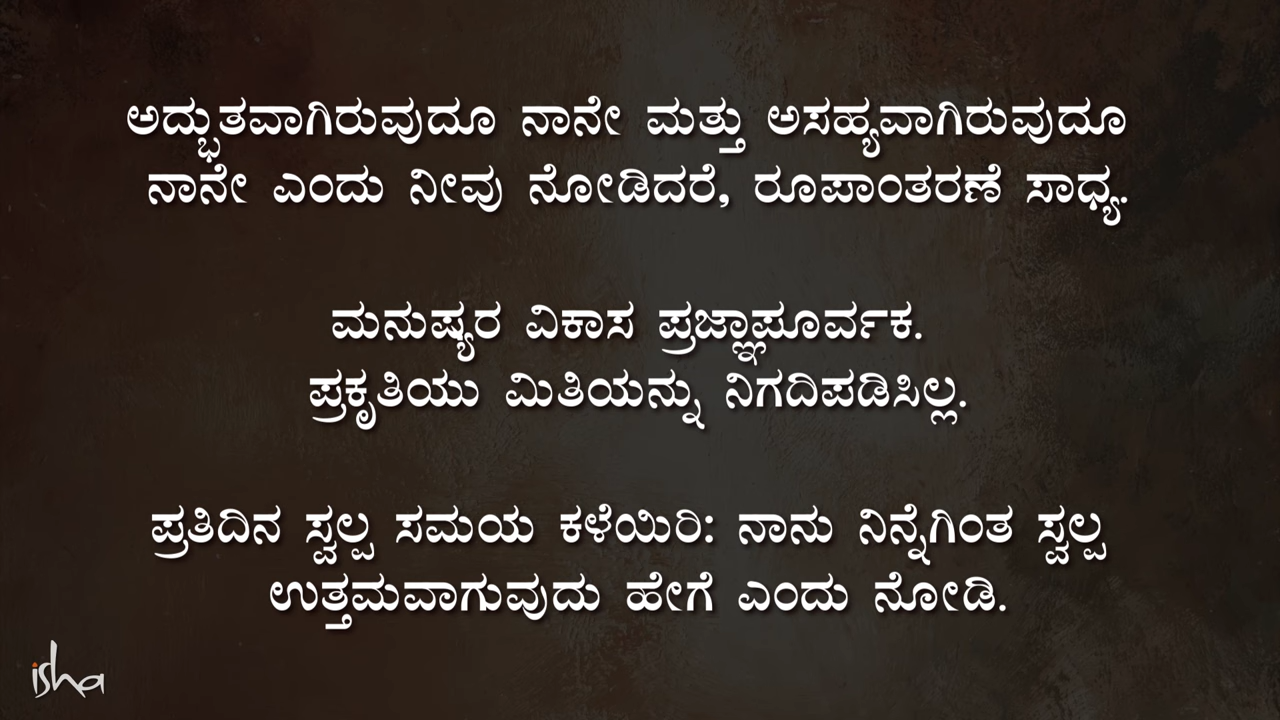 ಅದ್ಭುತವಾಗಿರುವುದೂ ನಾನೇ ಮತ್ತು ಅಸಹ್ಯವಾಗಿರುವುದೂ
ನಾನೇ ಎಂದು ನೀವು ನೋಡಿದರೆ, ರೂಪಾಂತರಣೆ ಸಾಧ್ಯ.
ಮನುಷ್ಯರ ವಿಕಾಸ ಪ್ರಜ್ಞಾಪೂರ್ವಕ.
ಪ್ರಕೃತಿಯು ಮಿತಿಯನ್ನು ನಿಗದಿಪಡಿಸಿಲ್ಲ.
ಪ್ರತಿದಿನ ಸ್ವಲ್ಪ ಸಮಯ ಕಳೆಯಿರಿ: ನಾನು ನಿನ್ನೆಗಿಂತ ಸ್ವಲ್ಪ
ಉತ್ತಮವಾಗುವುದು ಹೇಗೆ ಎಂದು ನೋಡಿ.
isha